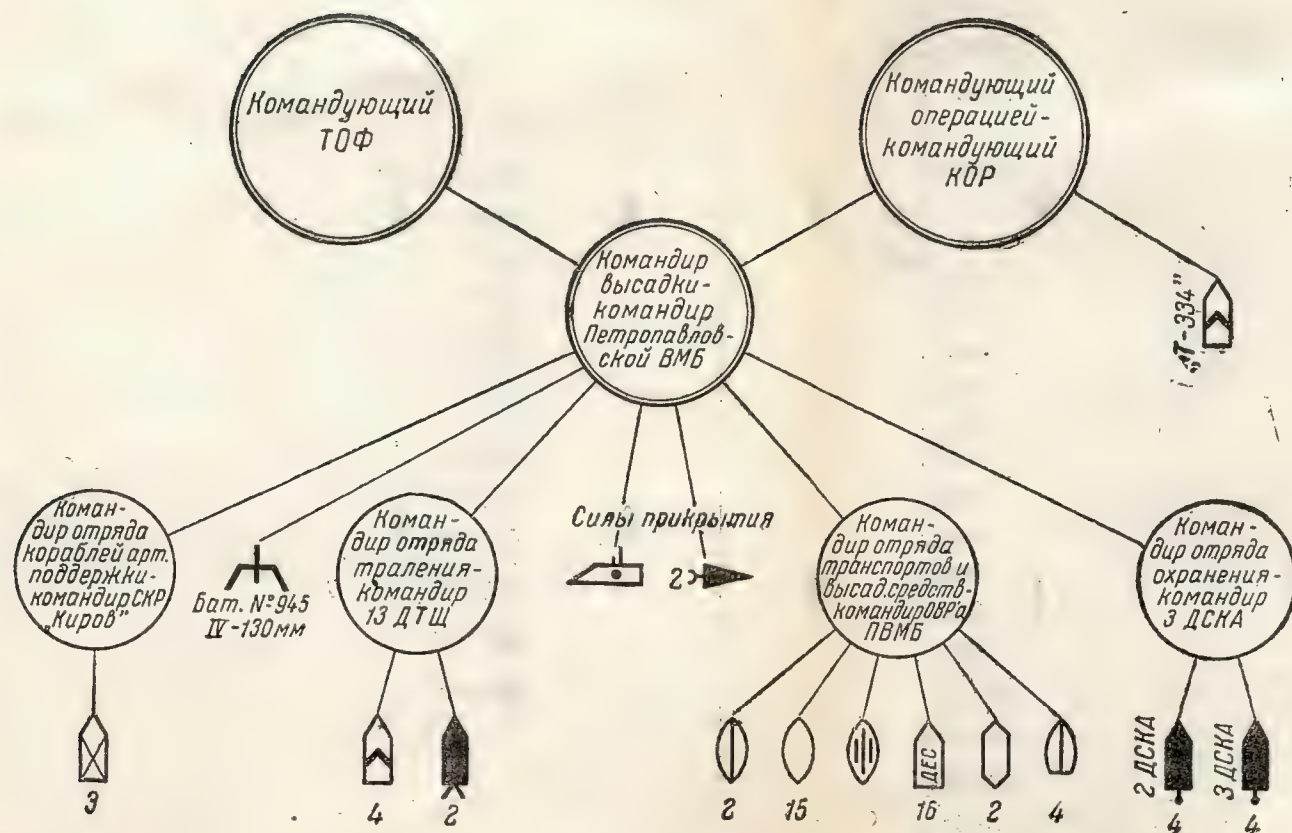 Командующий
ТОФ
Командующий
операцией-
командующий
КОР
Командир
высадки-
командир
Петропавлов-
ской ВМБ
„Т-334”
Коман-
дир отряда
кораблей арт.
поддержки-
командир СКР
„Киров”
Бат. №945
IV-130мм
Коман-
дир отряда
траления-
командир
13 ДТЩ
Силы прикрытия
2
Коман-
дир отряда
транспортов и
высад. средств-
командир ОВРа
ПВМБ
Коман-
дир отряда
охранения-
командир
3 ДСКА
3
4
2
2
15
ДЕС
16
2
4
2 ДСКА
4
3 ДСКА
4